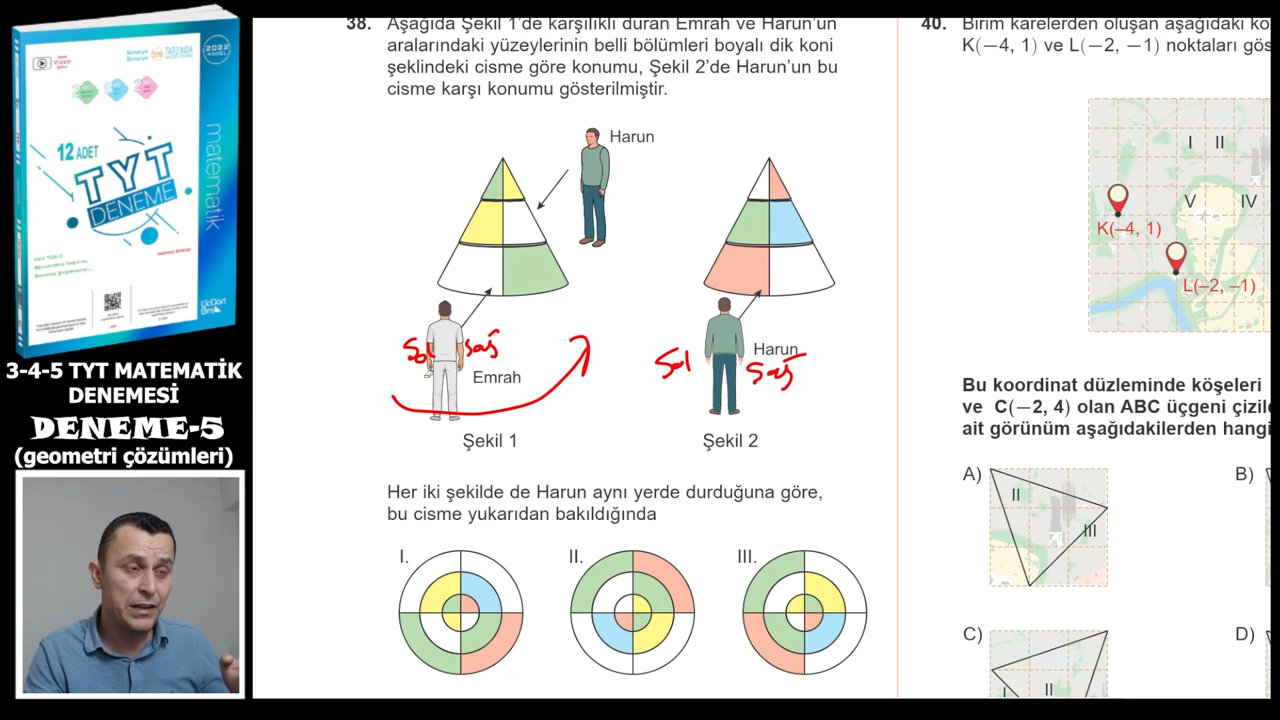 2022
MODEL
12 ADET
TYT
DENEME
matematik
ÜçDört
Beş
3-4-5 TYT MATEMATİK
DENEMESİ
DENEME-5
(geometri çözümleri)
38. Aşağıda Şekil 1'de karşılıklı duran Emrah ve Harun'un
aralarındaki yüzeylerinin belli bölümleri boyalı dik koni
şeklindeki cisme göre konumu, Şekil 2'de Harun'un bu
cisme karşı konumu gösterilmiştir.
Harun
Sol sağ
Emrah
Şekil 1
Harun
Sol sağ
Şekil 2
Her iki şekilde de Harun aynı yerde durduğuna göre,
bu cisme yukarıdan bakıldığında
I. II. III.
40. Birim karelerden oluşan aşağıdaki ko
K(−4, 1) ve L(−2, −1) noktaları gös
I II
V IV
K(−4, 1)
L(−2, −1)
Bu koordinat düzleminde köşeleri
ve C(−2, 4) olan ABC üçgeni çizil
ait görünüm aşağıdakilerden hangi
A) B)
II
III
C) D)
II
I